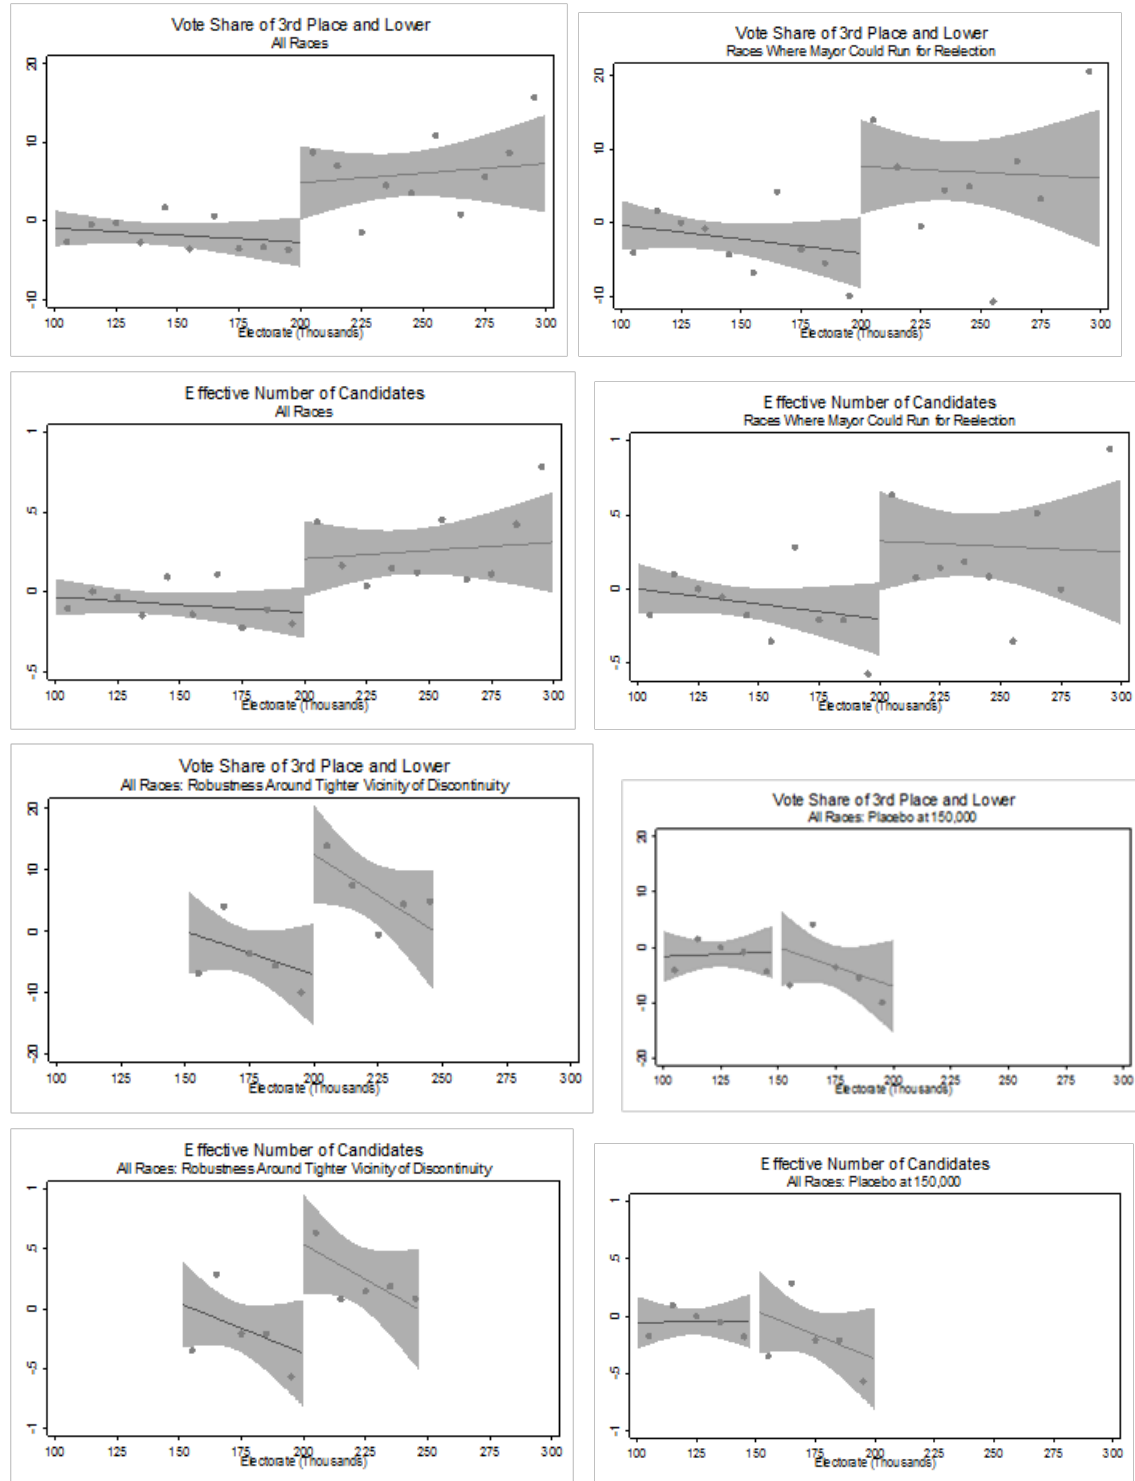 Vote Share of 3rd Place and Lower
All Races
20
10
0
-10
100 125 150 175 200 225 250 275 300
Electorate (Thousands)
Vote Share of 3rd Place and Lower
Races Where Mayor Could Run for Reelection
20
10
0
-10
100 125 150 175 200 225 250 275 300
Electorate (Thousands)
Effective Number of Candidates
All Races
1
.5
0
-.5
100 125 150 175 200 225 250 275 300
Electorate (Thousands)
Effective Number of Candidates
Races Where Mayor Could Run for Reelection
1
.5
0
-.5
100 125 150 175 200 225 250 275 300
Electorate (Thousands)
Vote Share of 3rd Place and Lower
All Races: Robustness Around Tighter Vicinity of Discontinuity
20
10
0
-10
-20
100 125 150 175 200 225 250 275 300
Electorate (Thousands)
Vote Share of 3rd Place and Lower
All Races: Placebo at 150,000
20
10
0
-10
-20
100 125 150 175 200 225 250 275 300
Electorate (Thousands)
Effective Number of Candidates
All Races: Robustness Around Tighter Vicinity of Discontinuity
1
.5
0
-.5
-1
100 125 150 175 200 225 250 275 300
Electorate (Thousands)
Effective Number of Candidates
All Races: Placebo at 150,000
1
.5
0
-.5
-1
100 125 150 175 200 225 250 275 300
Electorate (Thousands)